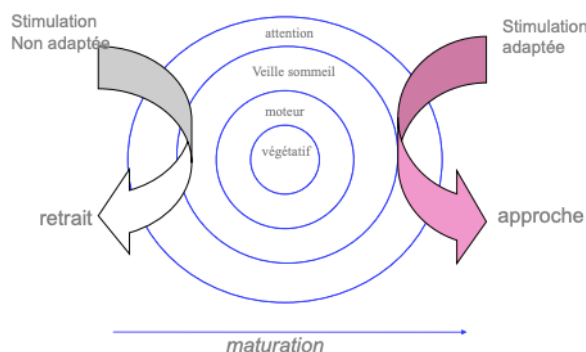 Stimulation
Non adaptée
attention
Stimulation
adaptée
Veille sommeil
moteur
végétatif
retrait
approche
maturation